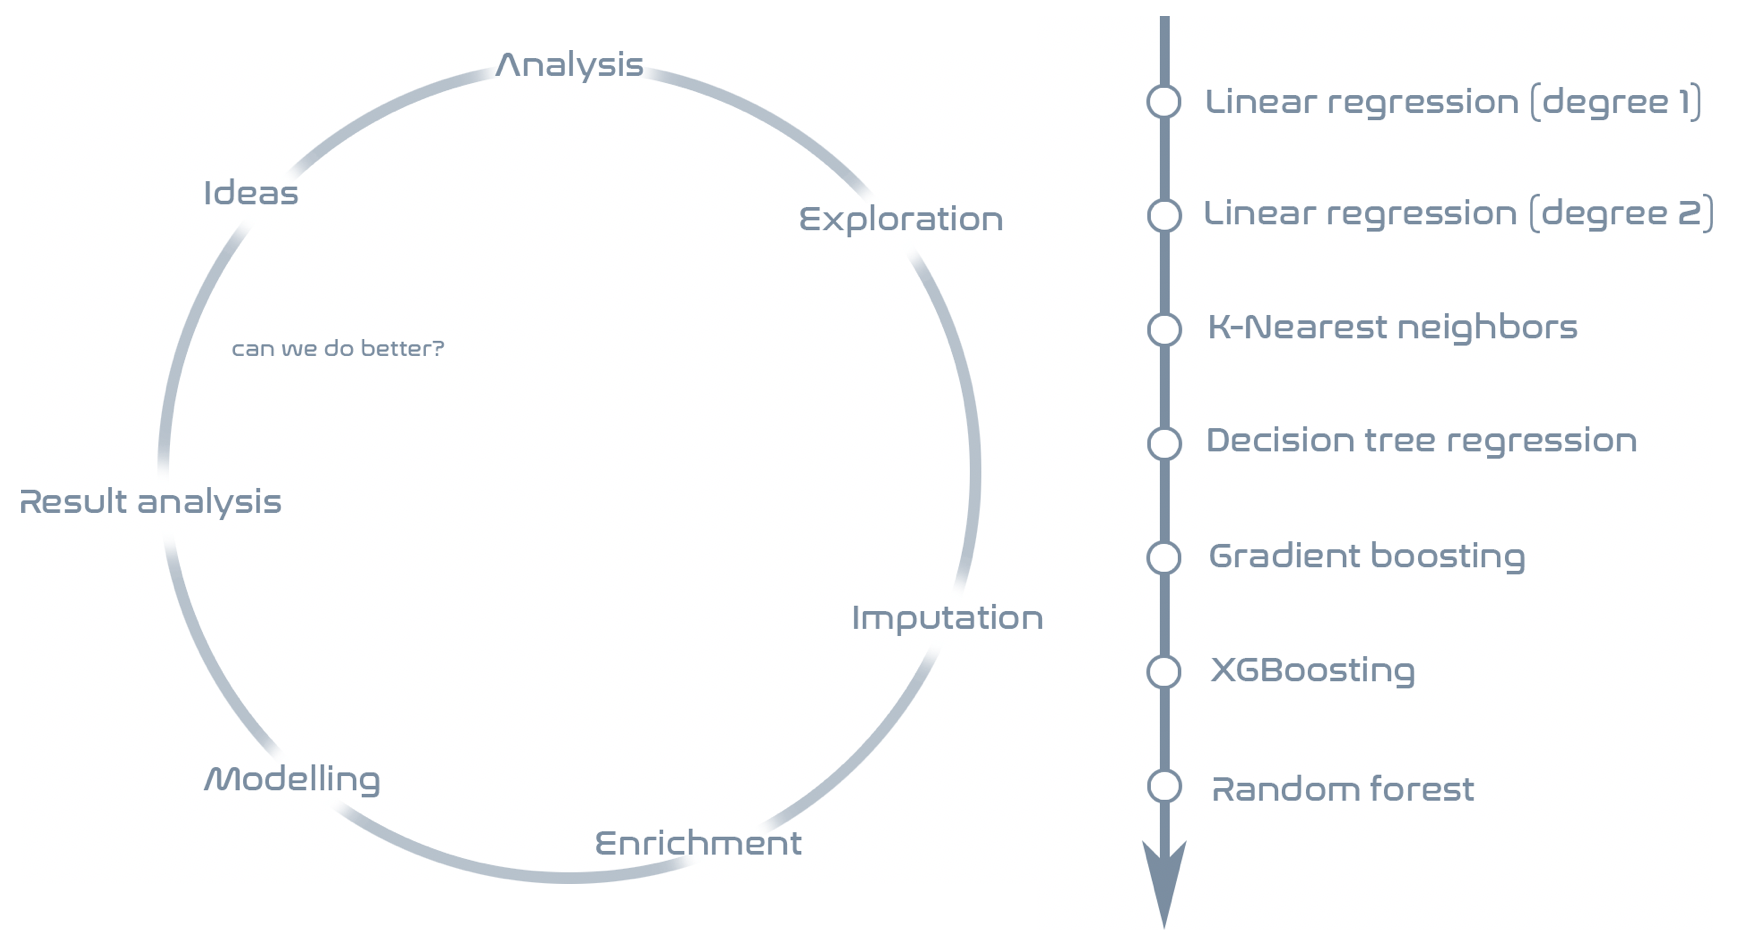 Analysis
Ideas
Exploration
can we do better?
Result analysis
Imputation
Modelling
Enrichment
Linear regression (degree 1)
Linear regression (degree 2)
K-Nearest neighbors
Decision tree regression
Gradient boosting
XGBoosting
Random forest